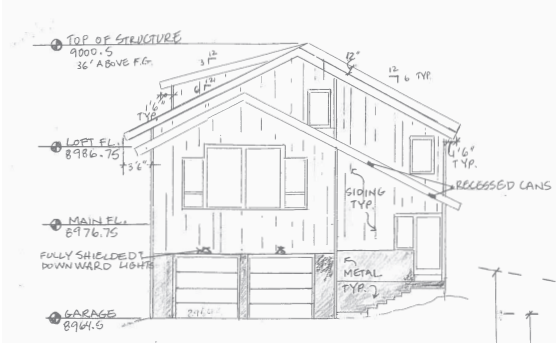 TOP OF STRUCTURE
9000.5
36' ABOVE F.G.
12
3
12
6
12"
12
6 TYP.
1'6"
TYP.
LOFT FL.
8986.75
3'6"
1'6"
TYP.
RECESSED CANS
SIDING
TYP.
MAIN FL.
8976.75
FULLY SHIELDED
DOWNWARD LIGHTS
METAL
TYP.
GARAGE
8964.5